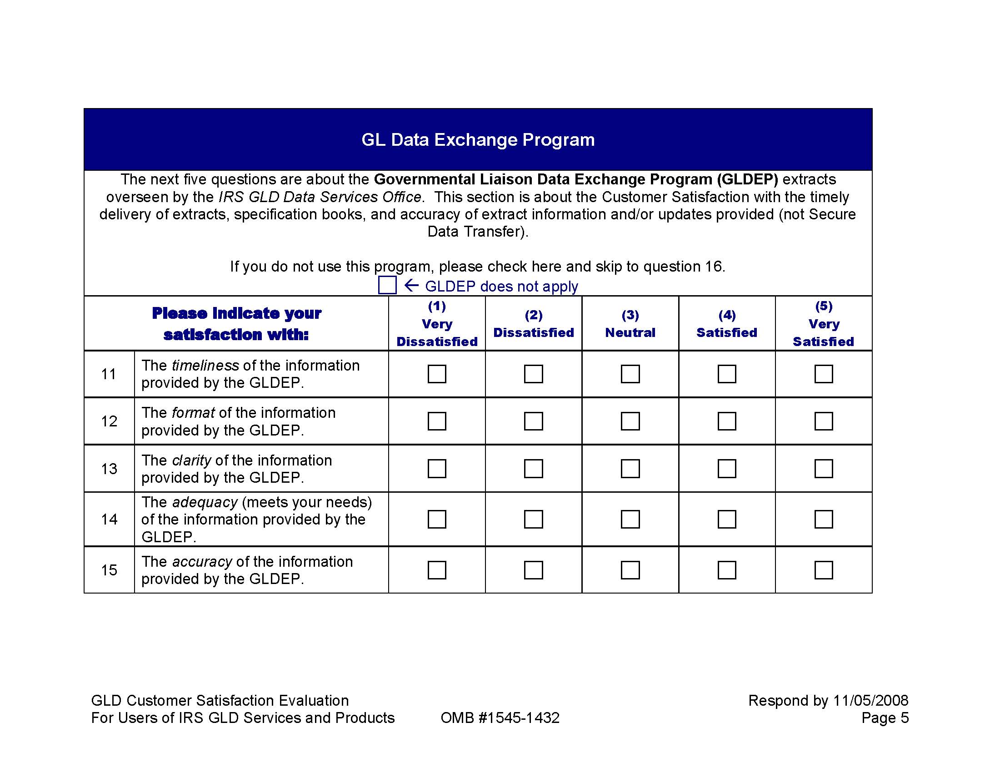 GL Data Exchange Program
The next five questions are about the Governmental Liaison Data Exchange Program (GLDEP) extracts
overseen by the IRS GLD Data Services Office.  This section is about the Customer Satisfaction with the timely
delivery of extracts, specification books, and accuracy of extract information and/or updates provided (not Secure
Data Transfer).
If you do not use this program, please check here and skip to question 16.
☐ ← GLDEP does not apply
Please indicate your
satisfaction with:
(1)
Very
Dissatisfied
(2)
Dissatisfied
(3)
Neutral
(4)
Satisfied
(5)
Very
Satisfied
11
The timeliness of the information
provided by the GLDEP.
12
The format of the information
provided by the GLDEP.
13
The clarity of the information
provided by the GLDEP.
14
The adequacy (meets your needs)
of the information provided by the
GLDEP.
15
The accuracy of the information
provided by the GLDEP.
GLD Customer Satisfaction Evaluation
Respond by 11/05/2008
For Users of IRS GLD Services and Products
OMB #1545-1432
Page 5